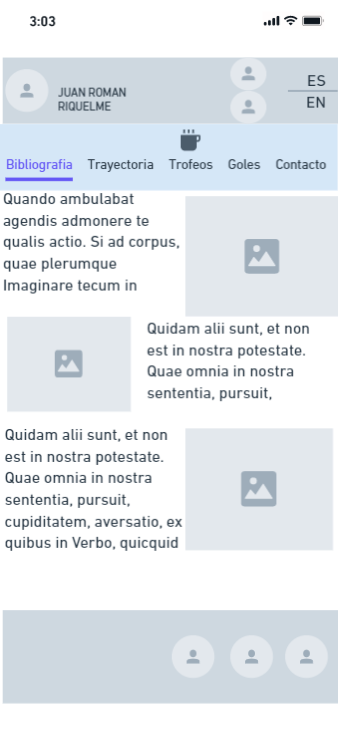 3:03
JUAN ROMAN
RIQUELME
ES
EN
Bibliografia Trayectoria Trofeos Goles Contacto
Quando ambulabat
agendis admonere te
qualis actio. Si ad corpus,
quae plerumque
Imaginare tecum in
Quidam alii sunt, et non
est in nostra potestate.
Quae omnia in nostra
sententia, pursuit,
Quidam alii sunt, et non
est in nostra potestate.
Quae omnia in nostra
sententia, pursuit,
cupiditatem, aversatio, ex
quibus in Verbo, quicquid